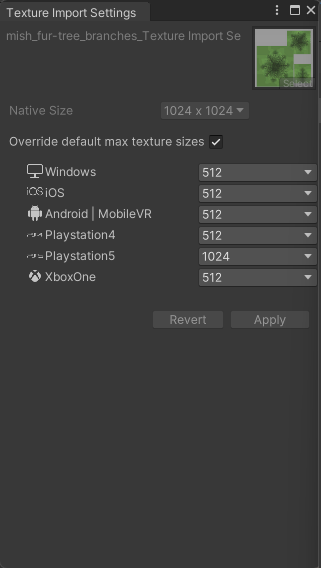 Texture Import Settings
mish_fur-tree_branches_Texture Import Se
Select
Native Size 1024 x 1024
Override default max texture sizes
Windows 512
iOS iOS 512
Android | MobileVR 512
Playstation4 512
Playstation5 1024
XboxOne 512
Revert Apply